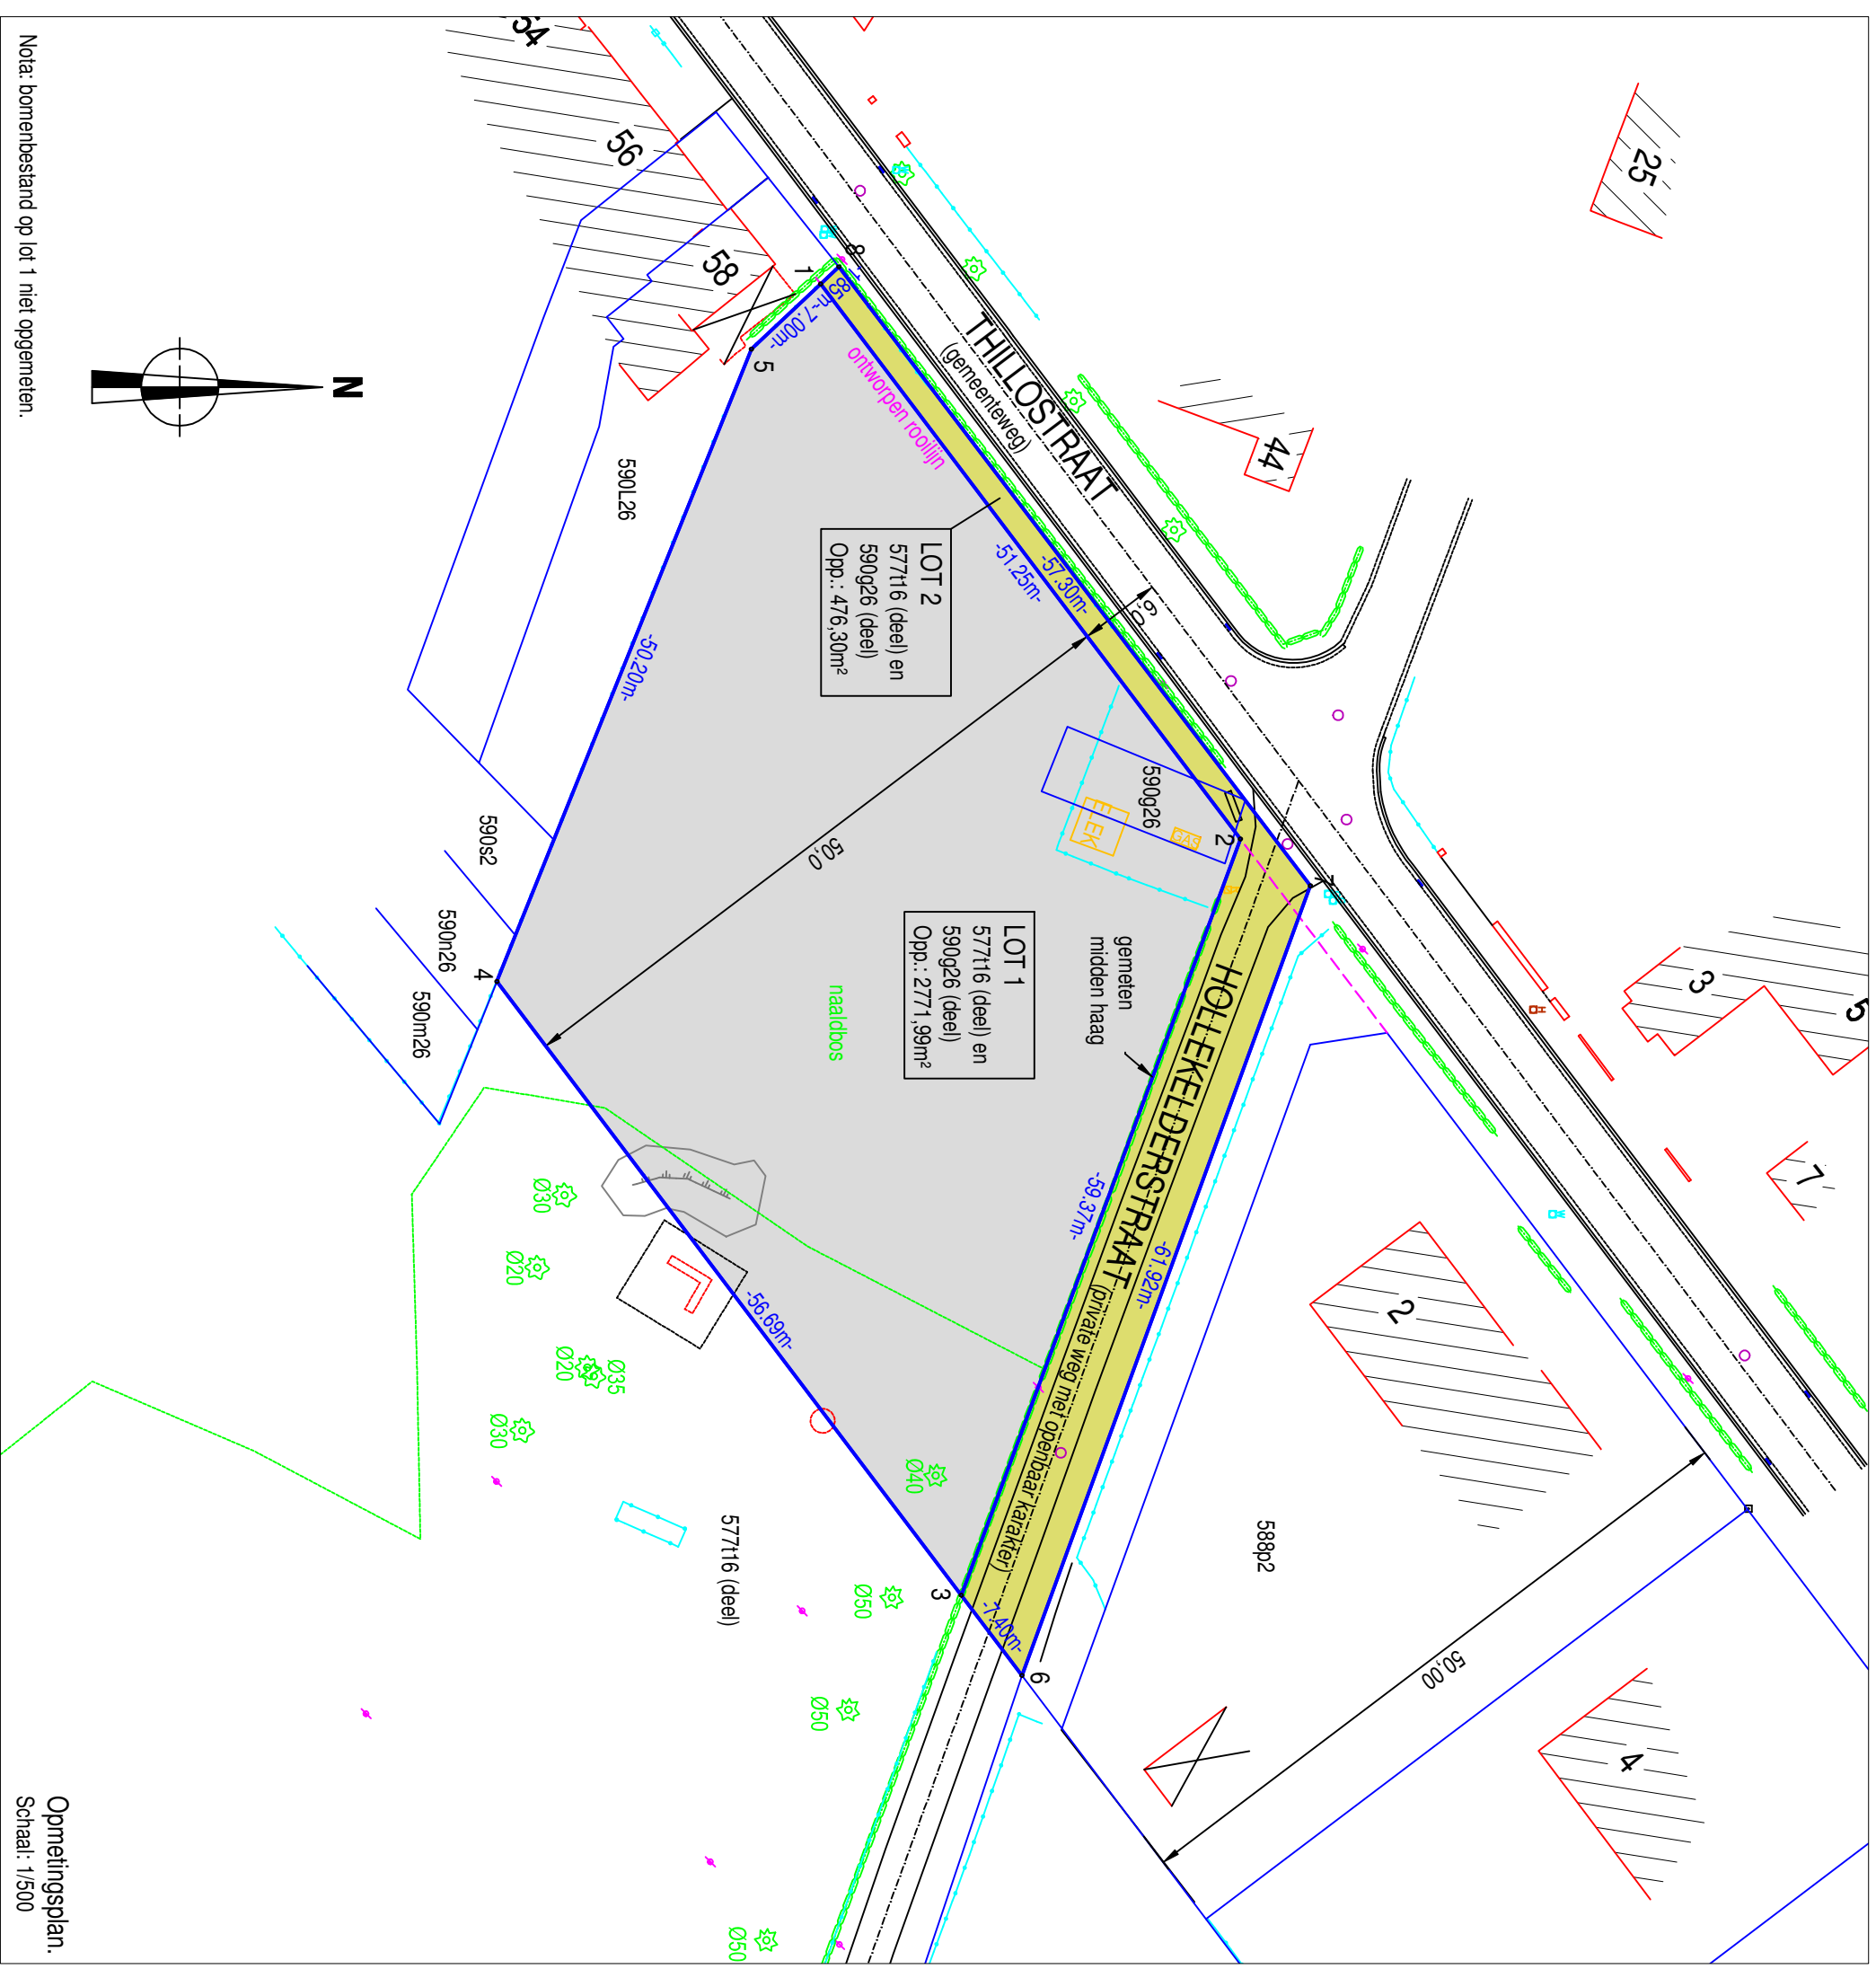 Nota: bomenbestand op lot 1 niet opgemeten.
N
THILLOSTRAAT
(gemeenteweg)
HOLLEKELDERSTRAAT
(private weg met openbaar karakter)
ontworpen rooilijn
LOT 2
577t16 (deel) en
590g26 (deel)
Opp.: 476,30m²
LOT 1
577t16 (deel) en
590g26 (deel)
Opp.: 2771,99m²
gemeten
midden haag
naaldbos
590g26
ELEK
GAS
590L26
590s2
590n26
590m26
588p2
577t16 (deel)
54
56
58
25
44
3
5
7
2
4
1
2
3
4
5
6
7
8
-7.00m-
-51.25m-
-57.30m-
-50.20m-
-59.37m-
-61.92m-
-56.69m-
-7.40m-
6,0
50,0
50,00
Ø30
Ø20
Ø20
Ø35
Ø30
Ø40
Ø50
Ø50
Ø50
Opmetingsplan.
Schaal: 1/500